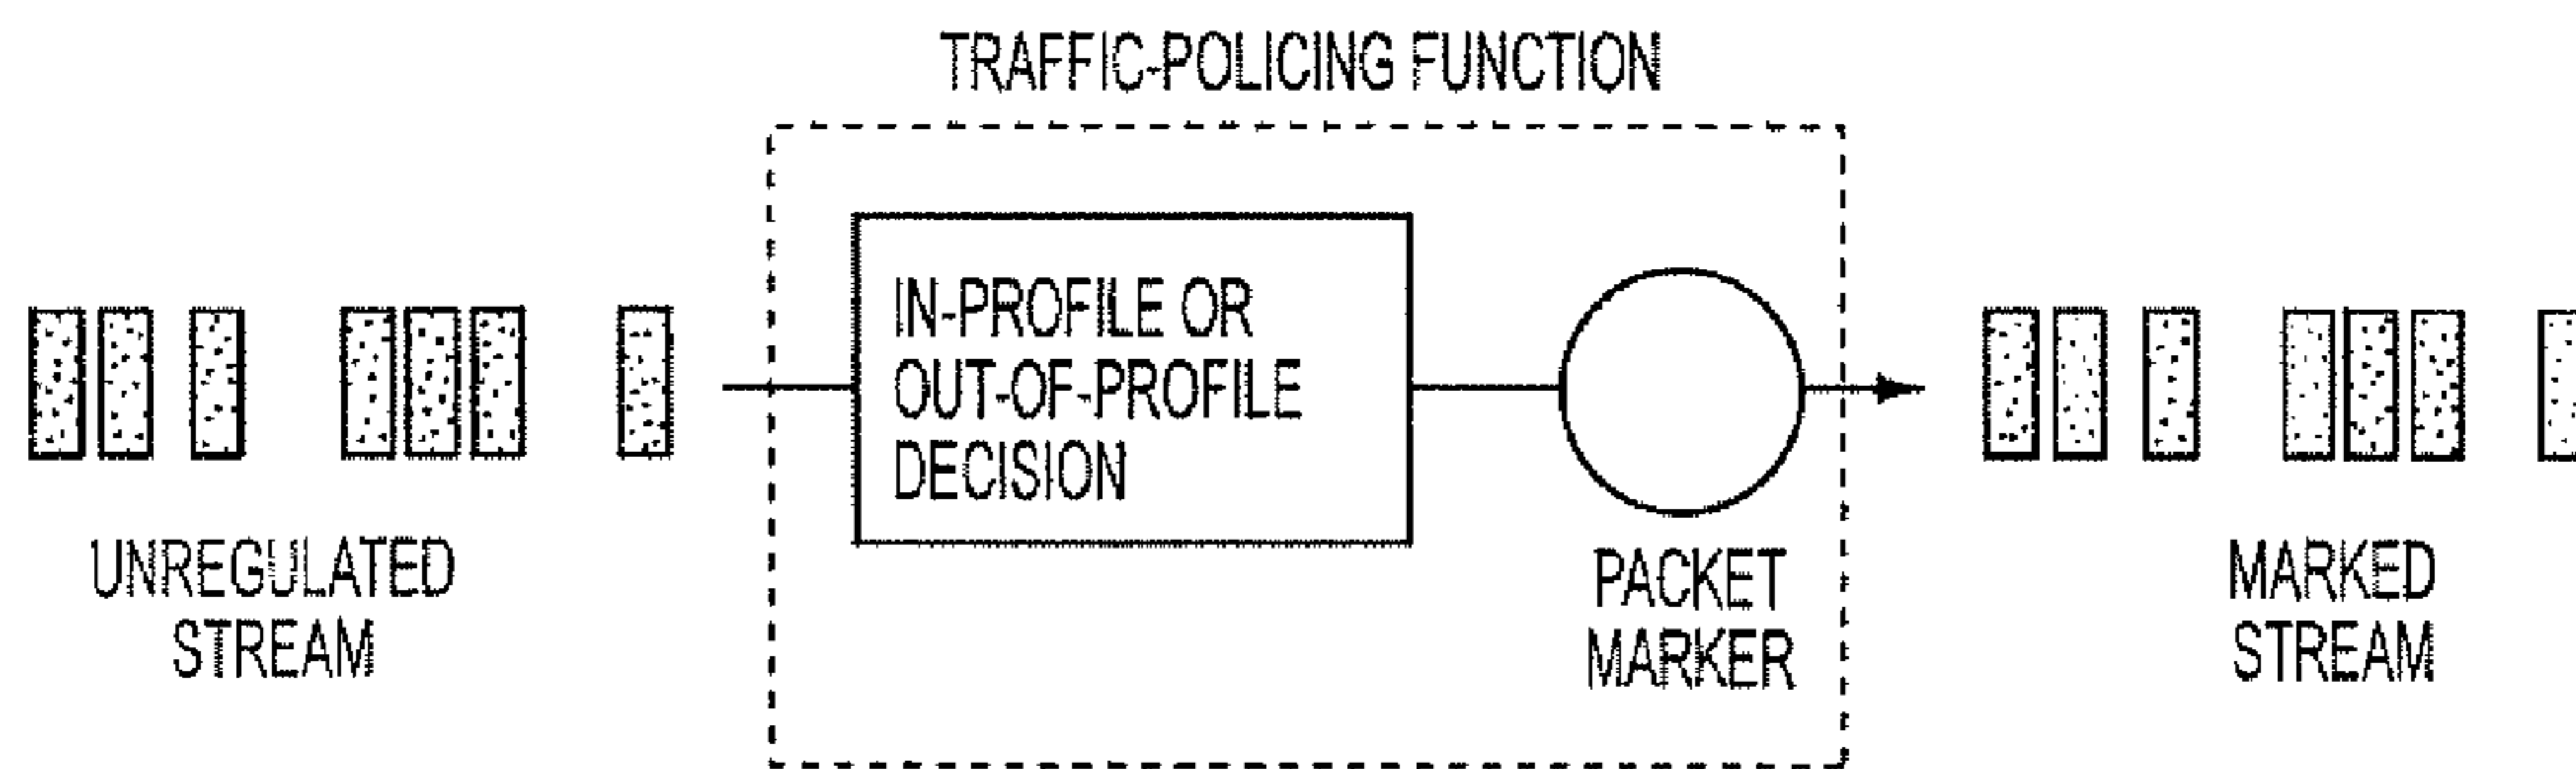 TRAFFIC-POLICING FUNCTION
IN-PROFILE OR
OUT-OF-PROFILE
DECISION
UNREGULATED
STREAM
PACKET
MARKER
MARKED
STREAM